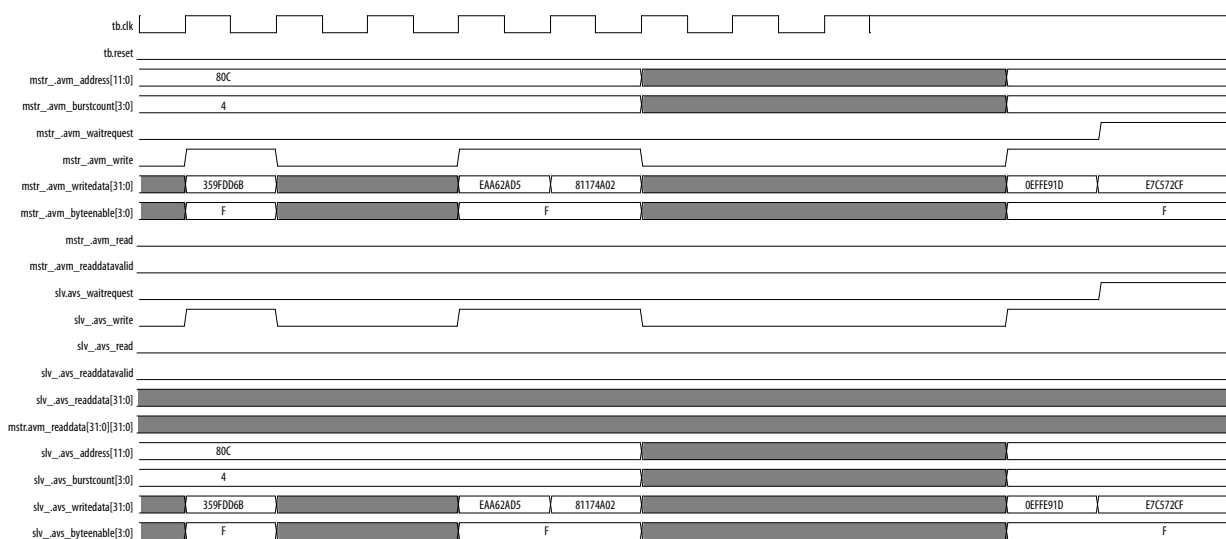 tb.clk
tb.reset
mstr_.avm_address[11:0] 80C
mstr_.avm_burstcount[3:0] 4
mstr_.avm_waitrequest
mstr_.avm_write
mstr_.avm_writedata[31:0] 359FDD6B EAA62AD5 81174A02 0EFFE91D E7C572CF
mstr_.avm_byteenable[3:0] F F F
mstr_.avm_read
mstr_.avm_readdatavalid
slv.avs_waitrequest
slv_.avs_write
slv_.avs_read
slv_.avs_readdatavalid
slv_.avs_readdata[31:0]
mstr.avm_readdata[31:0][31:0]
slv_.avs_address[11:0] 80C
slv_.avs_burstcount[3:0] 4
slv_.avs_writedata[31:0] 359FDD6B EAA62AD5 81174A02 0EFFE91D E7C572CF
slv_.avs_byteenable[3:0] F F F